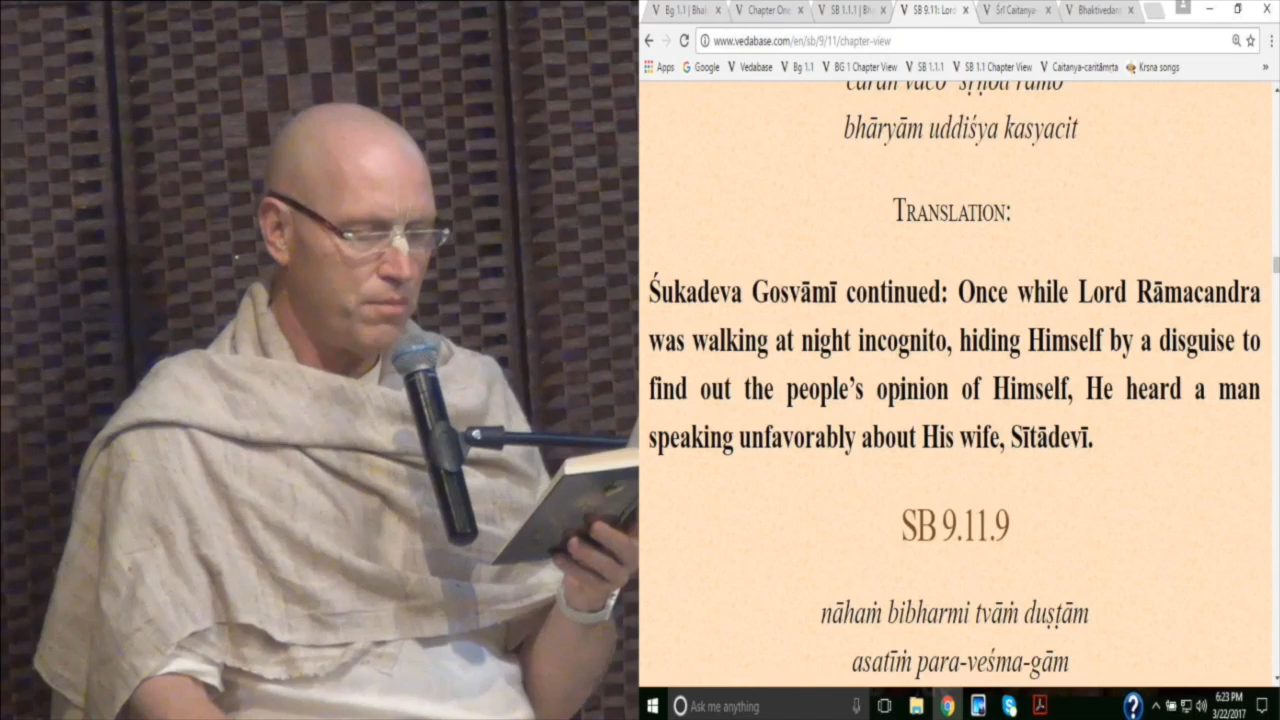 Bg 1.1 | Bhal
Chapter One
SB 1.1.1 | Bh
SB 9.11: Lord
Śrī Caitanya-
Bhaktivedan
www.vedabase.com/en/sb/9/11/chapter-view
Apps Google Vedabase Bg 1.1 BG 1 Chapter View SB 1.1.1 SB 1.1 Chapter View Caitanya-caritāmṛta Krsna songs »
bhāryām uddiśya kasyacit
TRANSLATION:
Śukadeva Gosvāmī continued: Once while Lord Rāmacandra
was walking at night incognito, hiding Himself by a disguise to
find out the people’s opinion of Himself, He heard a man
speaking unfavorably about His wife, Sītādevī.
SB 9.11.9
nāhaṁ bibharmi tvāṁ duṣṭām
asatīṁ para-veśma-gām
Ask me anything
6:23 PM
3/22/2017